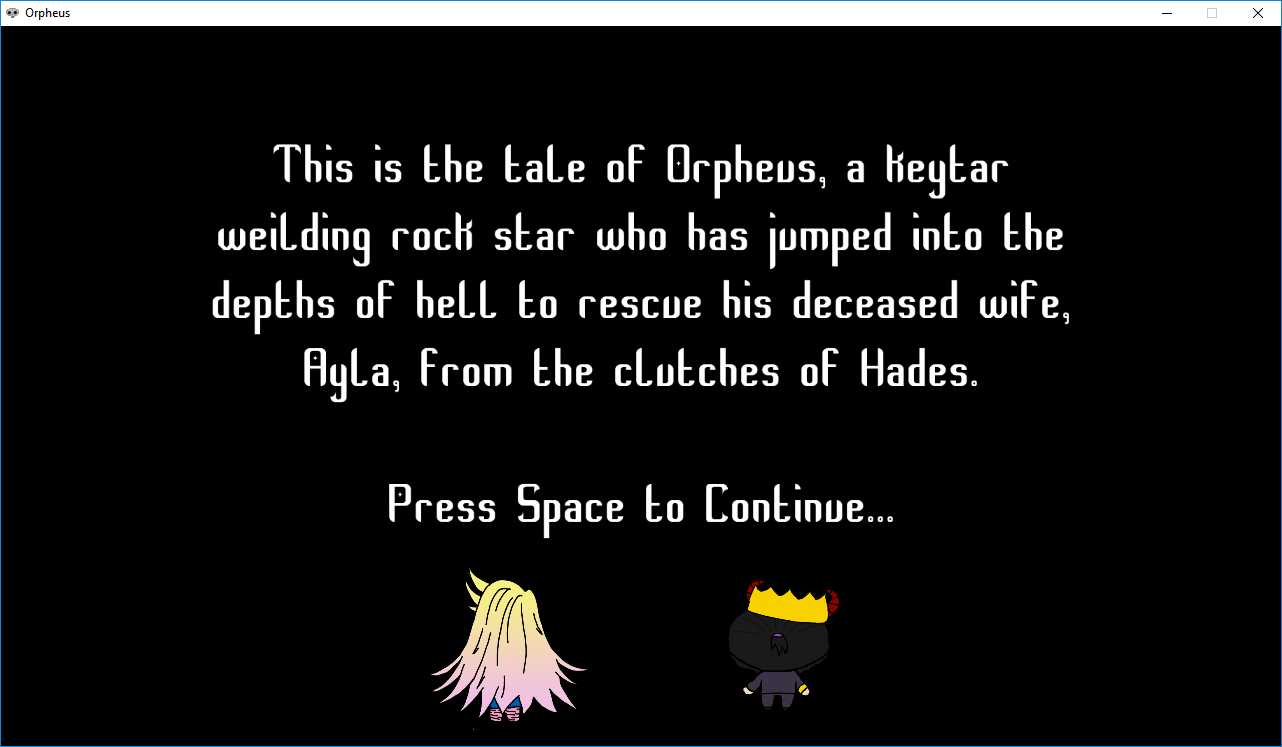 Orpheus
This is the tale of Orpheus, a keytar
weilding rock star who has jumped into the
depths of hell to rescue his deceased wife,
Ayla, from the clutches of Hades.
Press Space to Continue...